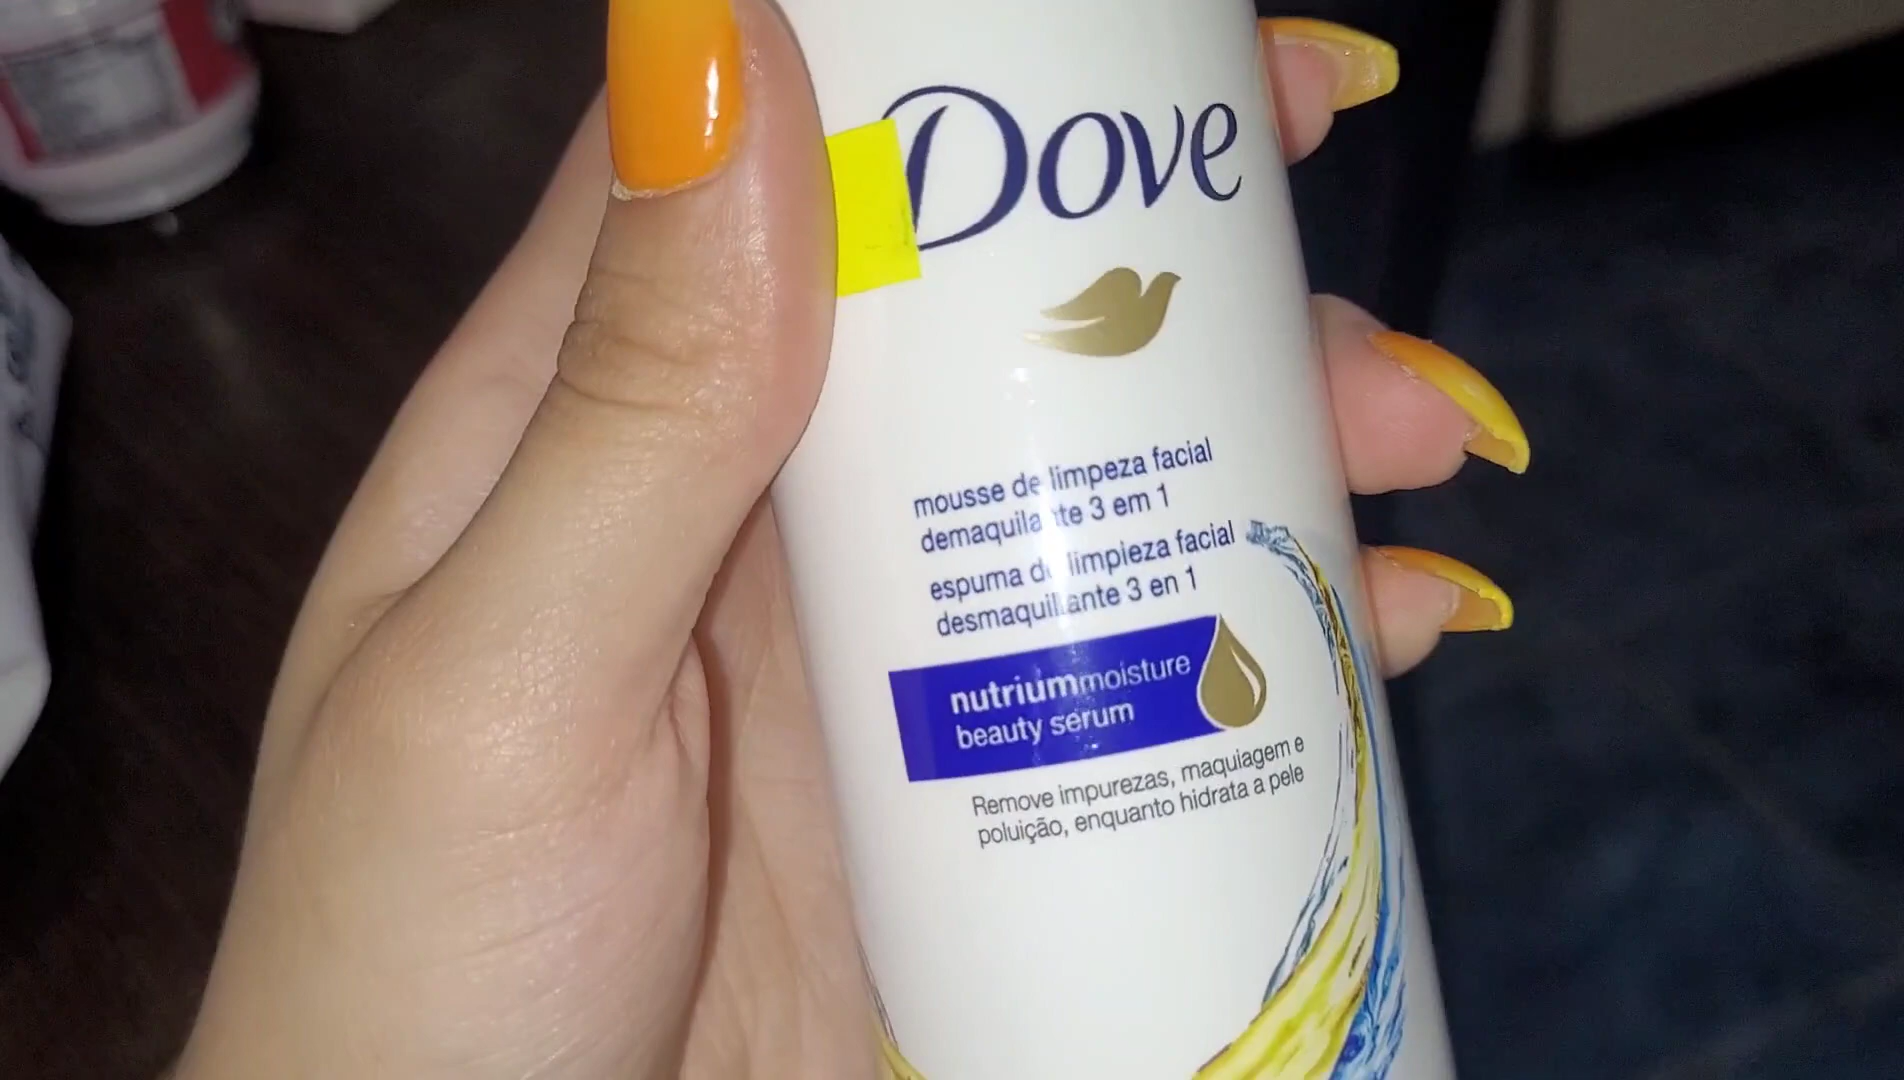 Dove
mousse de limpeza facial
demaquilante 3 em 1
espuma de limpieza facial
desmaquillante 3 en 1
nutriummoisture
beauty serum
Remove impurezas, maquiagem e
poluição, enquanto hidrata a pele